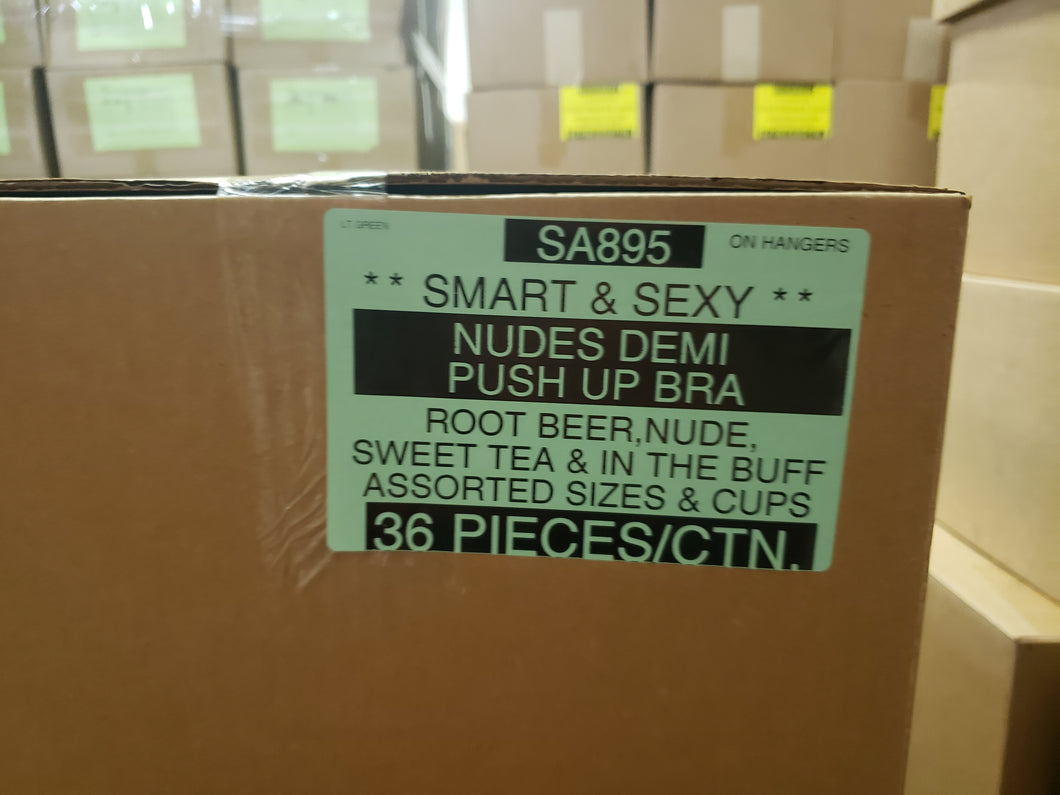 LT GREEN
SA895
ON HANGERS
** SMART & SEXY **
NUDES DEMI
PUSH UP BRA
ROOT BEER,NUDE,
SWEET TEA & IN THE BUFF
ASSORTED SIZES & CUPS
36 PIECES/CTN.